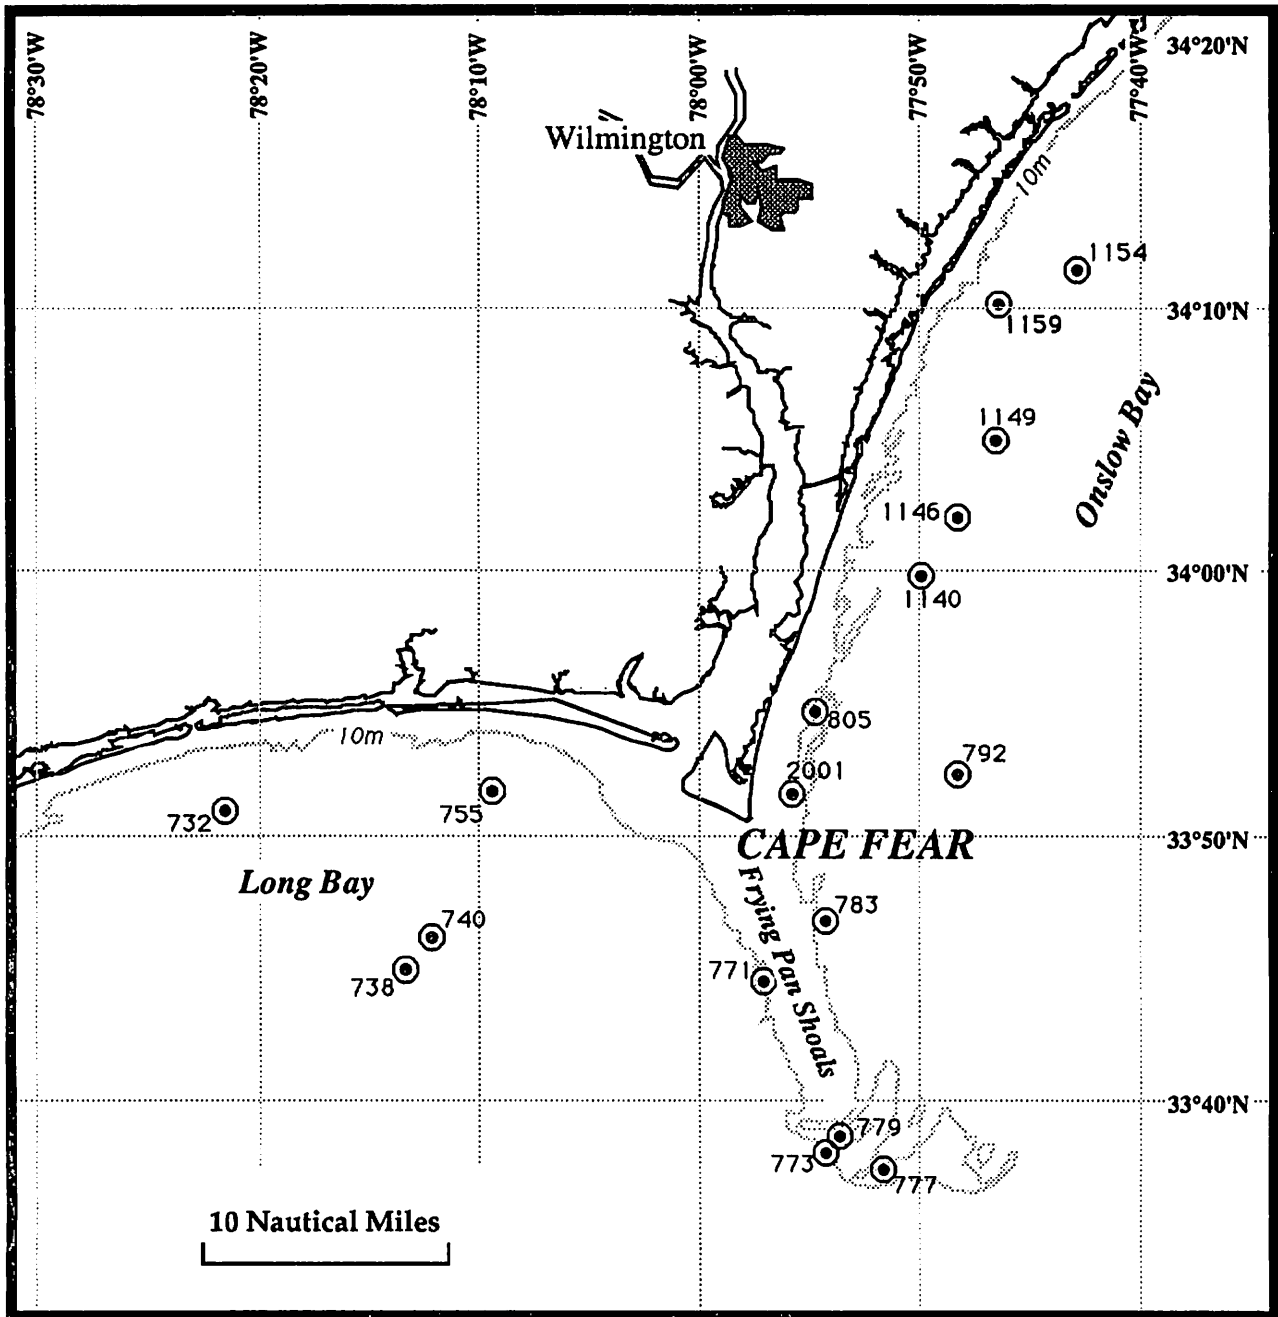 78°30'W
78°20'W
78°10'W
78°00'W
77°50'W
77°40'W
34°20'N
Wilmington
10m
1154
34°10'N
1159
Onslow Bay
1149
1146
34°00'N
1140
10m
805
792
2001
755
732
33°50'N
CAPE FEAR
Long Bay
Frying Pan Shoals
783
740
771
738
33°40'N
779
773
777
10 Nautical Miles